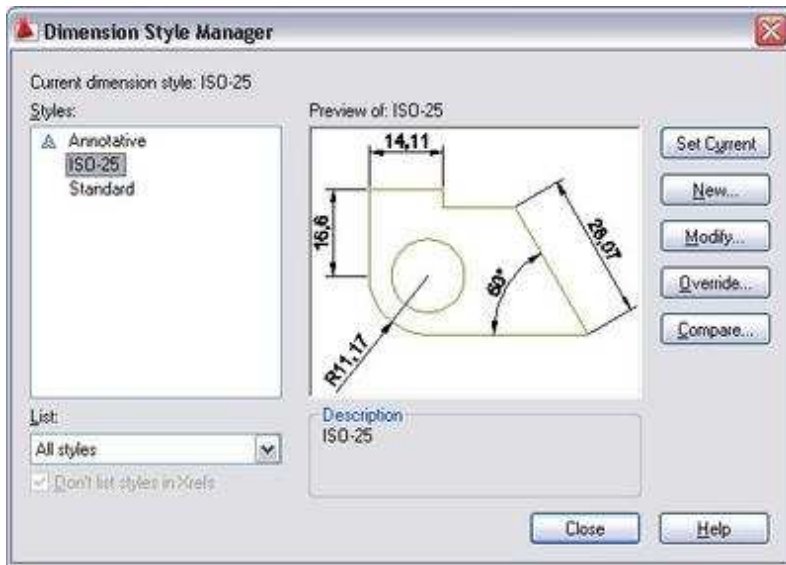 Dimension Style Manager
Current dimension style: ISO-25
Styles:
Annotative
ISO-25
Standard
Preview of: ISO-25
14,11
16,6
28,07
60°
R11,17
Set Current
New...
Modify...
Override...
Compare...
List:
All styles
Don't list styles in Xrefs
Description
ISO-25
Close
Help